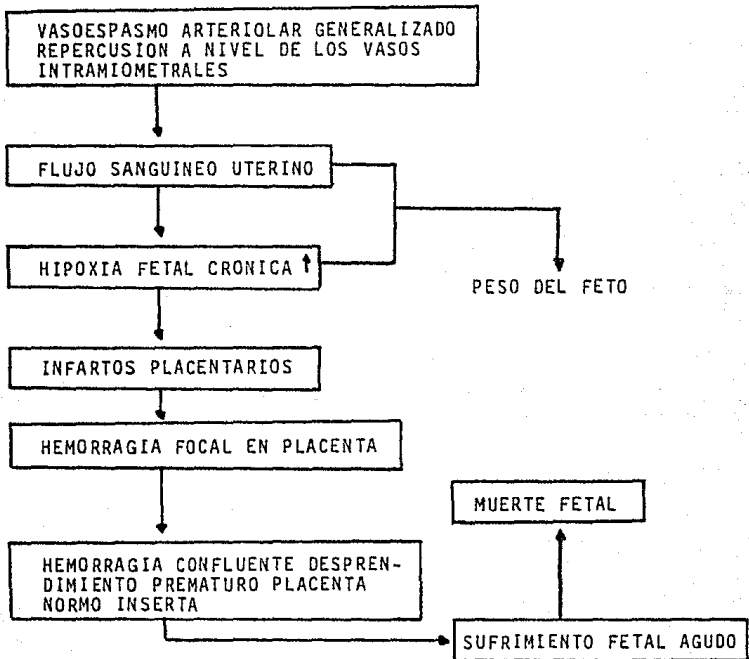 VASOESPASMO ARTERIOLAR GENERALIZADO
REPERCUSION A NIVEL DE LOS VASOS
INTRAMIOMETRALES
FLUJO SANGUINEO UTERINO
HIPOXIA FETAL CRONICA ↑
PESO DEL FETO
INFARTOS PLACENTARIOS
HEMORRAGIA FOCAL EN PLACENTA
MUERTE FETAL
HEMORRAGIA CONFLUENTE DESPREN-
DIMIENTO PREMATURO PLACENTA
NORMO INSERTA
SUFRIMIENTO FETAL AGUDO